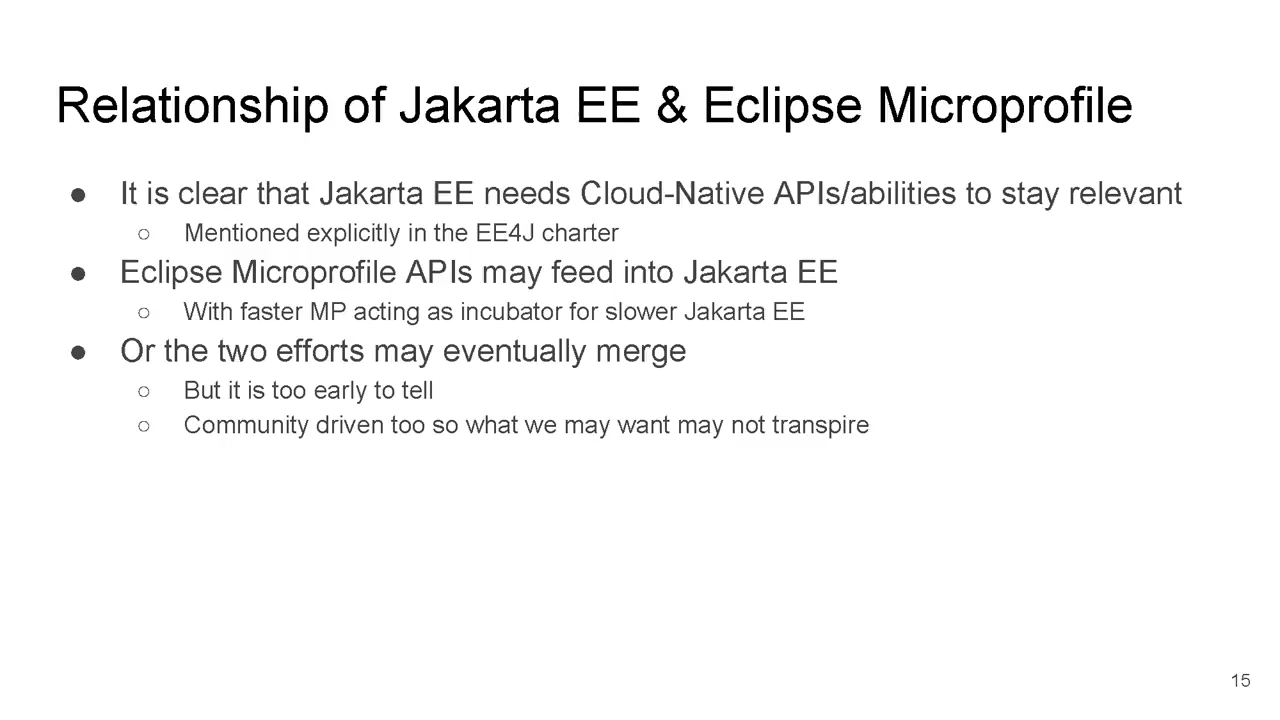 Relationship of Jakarta EE & Eclipse Microprofile
● It is clear that Jakarta EE needs Cloud-Native APIs/abilities to stay relevant
○ Mentioned explicitly in the EE4J charter
● Eclipse Microprofile APIs may feed into Jakarta EE
○ With faster MP acting as incubator for slower Jakarta EE
● Or the two efforts may eventually merge
○ But it is too early to tell
○ Community driven too so what we may want may not transpire
15